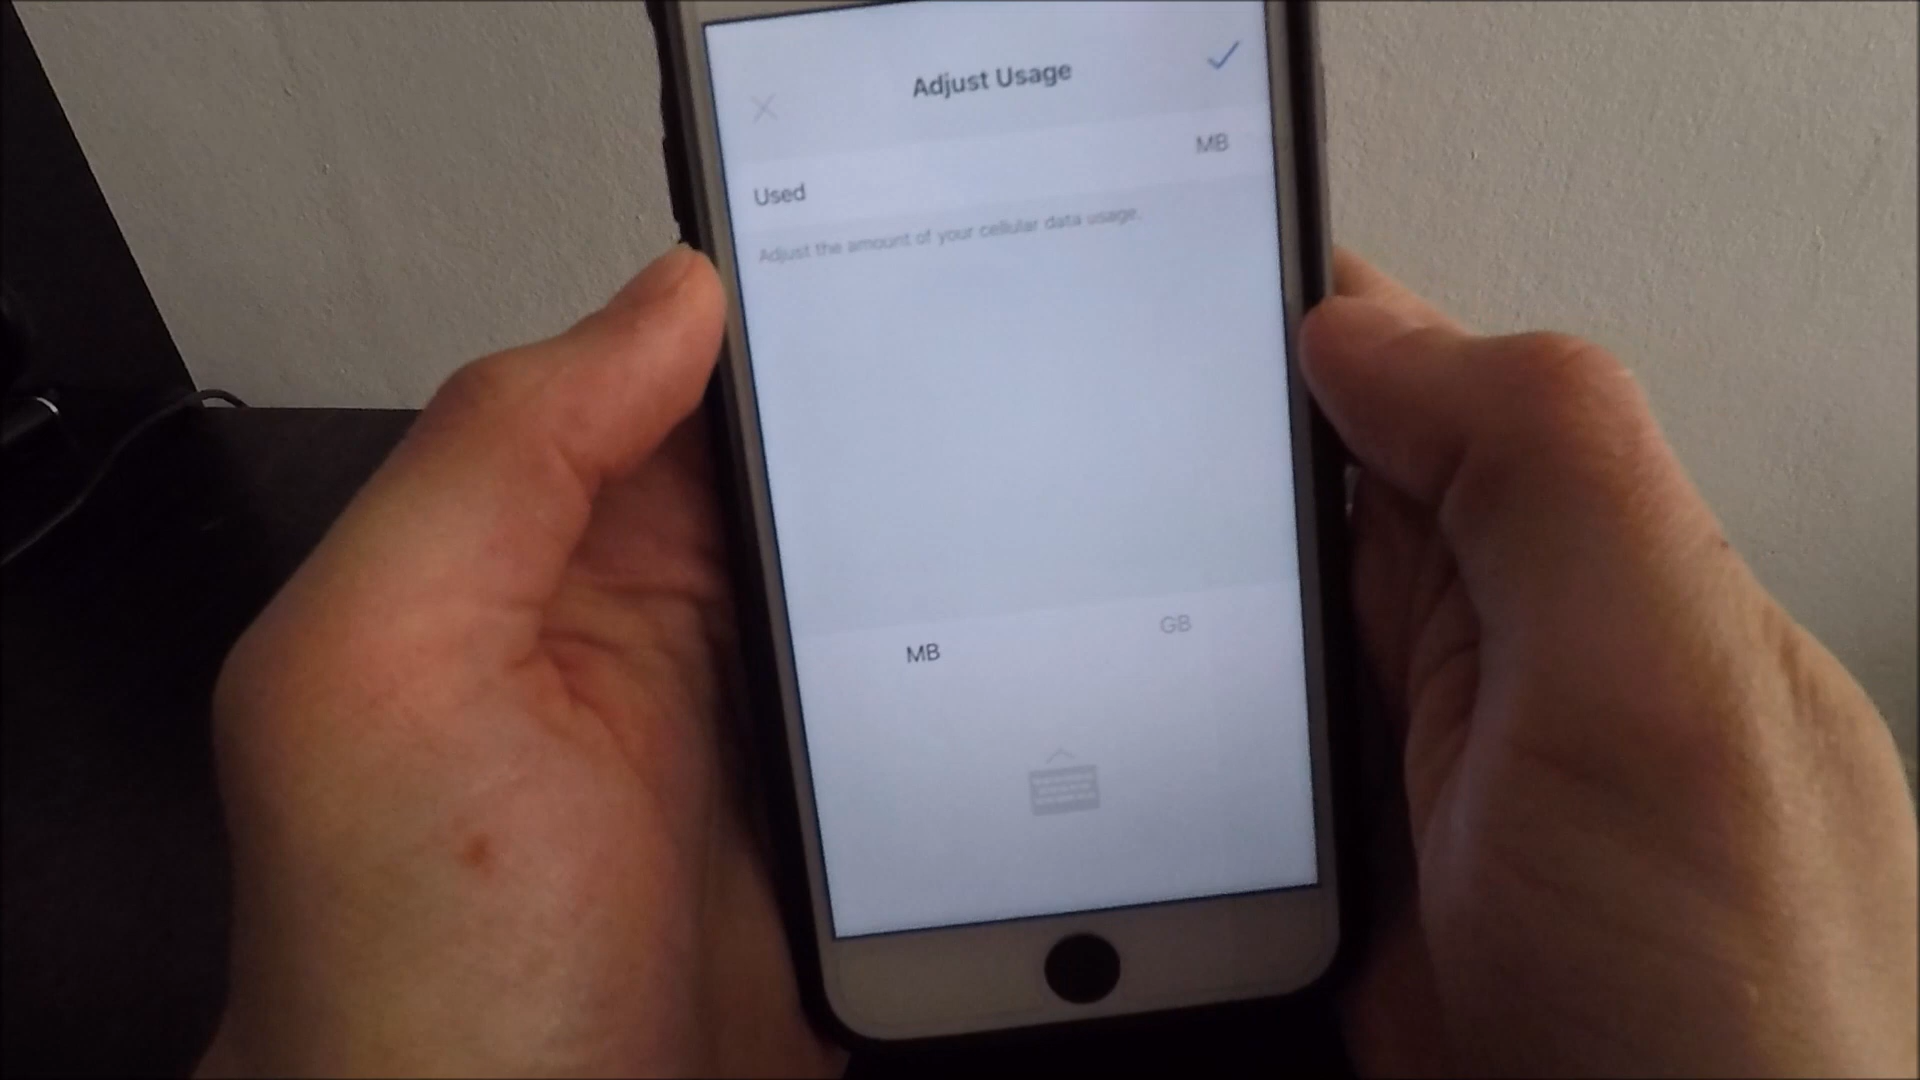 Adjust Usage
Used MB
Adjust the amount of your cellular data usage.
MB GB